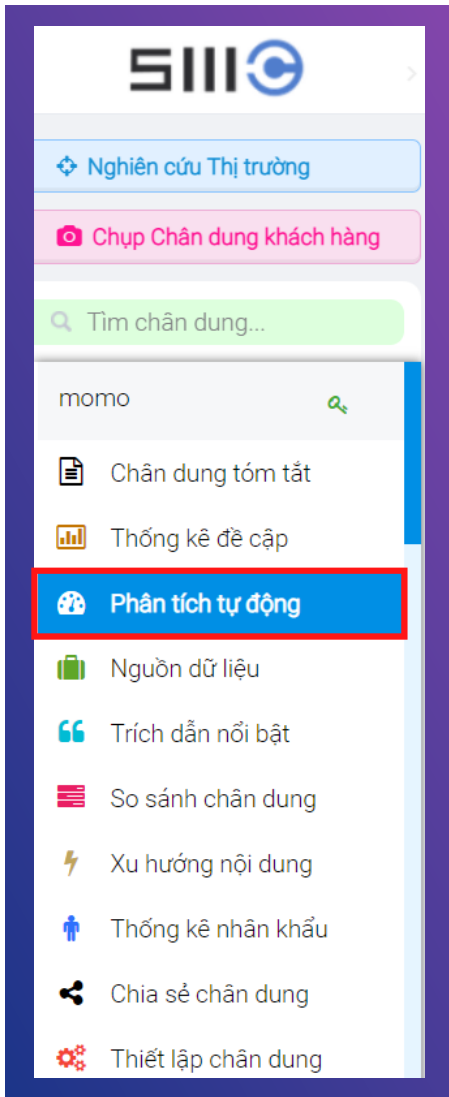 SMCC
Nghiên cứu Thị trường
Chụp Chân dung khách hàng
Tìm chân dung...
momo
Chân dung tóm tắt
Thống kê đề cập
Phân tích tự động
Nguồn dữ liệu
Trích dẫn nổi bật
So sánh chân dung
Xu hướng nội dung
Thống kê nhân khẩu
Chia sẻ chân dung
Thiết lập chân dung